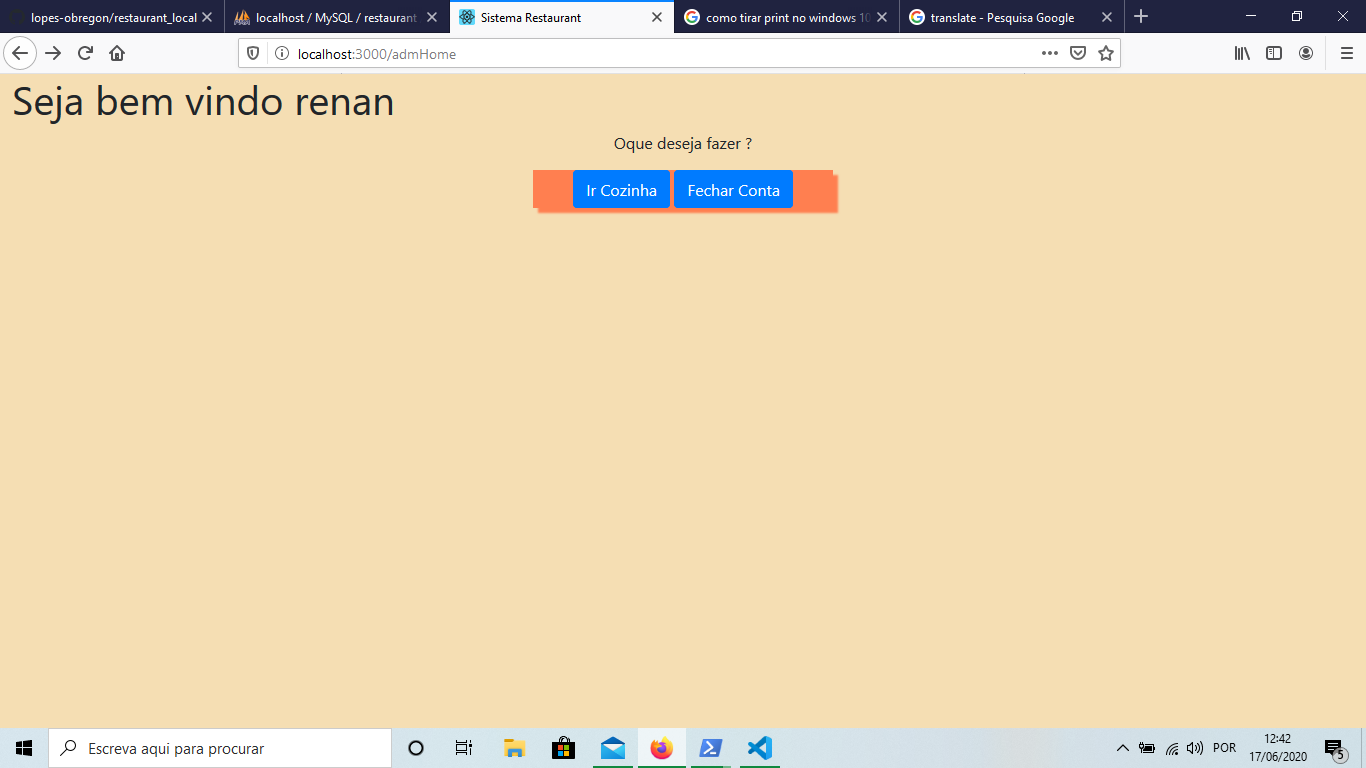 lopes-obregon/restaurant_local
localhost / MySQL / restaurant
Sistema Restaurant
como tirar print no windows 10
translate - Pesquisa Google
localhost:3000/admHome
Seja bem vindo renan
Oque deseja fazer ?
Ir Cozinha
Fechar Conta
Escreva aqui para procurar
POR
12:42
17/06/2020
5